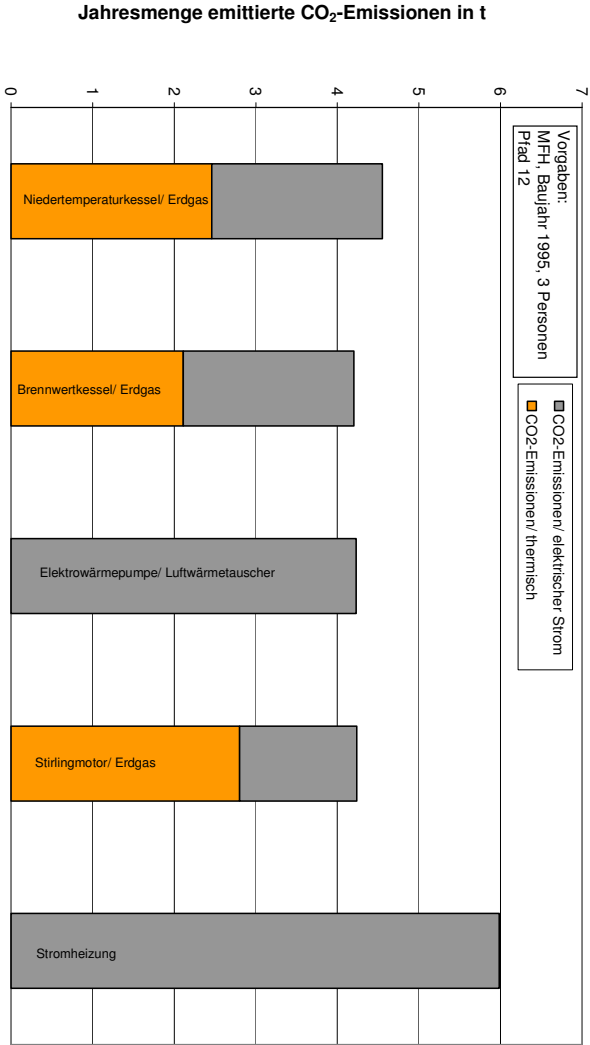 Jahresmenge emittierte CO₂-Emissionen in t
0
1
2
3
4
5
6
7
Vorgaben:
MFH, Baujahr 1995, 3 Personen
Pfad 12
CO2-Emissionen/ elektrischer Strom
CO2-Emissionen/ thermisch
Niedertemperaturkessel/ Erdgas
Brennwertkessel/ Erdgas
Elektrowärmepumpe/ Luftwärmetauscher
Stirlingmotor/ Erdgas
Stromheizung